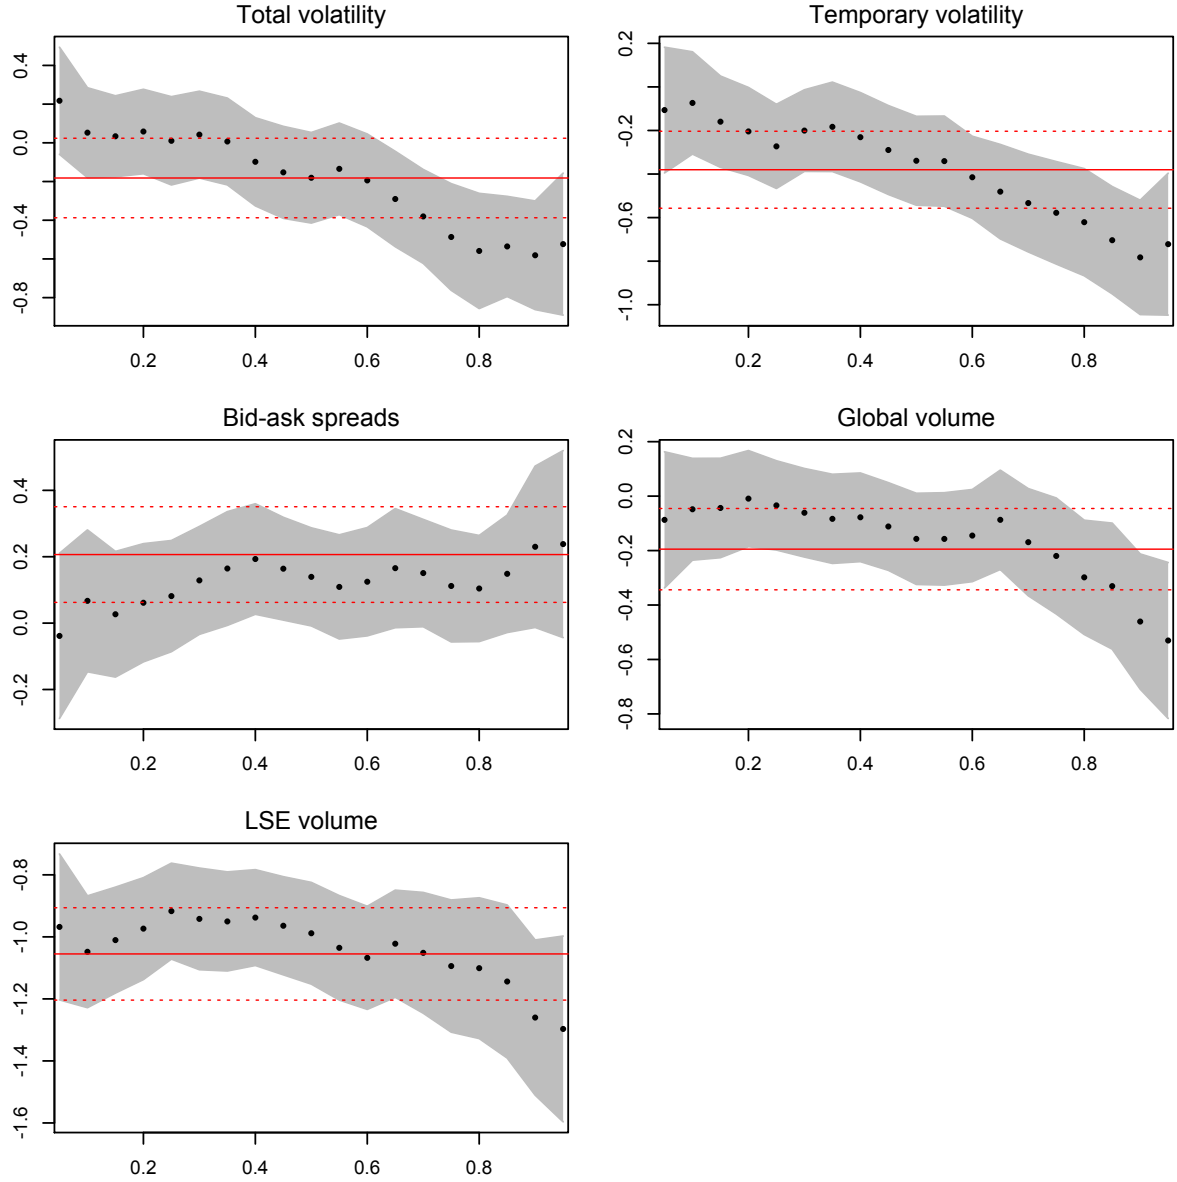 Total volatility
0.4
0.0
-0.4
-0.8
0.2 0.4 0.6 0.8
Temporary volatility
0.2
-0.2
-0.6
-1.0
0.2 0.4 0.6 0.8
Bid-ask spreads
0.4
0.2
0.0
-0.2
0.2 0.4 0.6 0.8
Global volume
0.2
0.0
-0.2
-0.4
-0.6
-0.8
0.2 0.4 0.6 0.8
LSE volume
-0.8
-1.0
-1.2
-1.4
-1.6
0.2 0.4 0.6 0.8